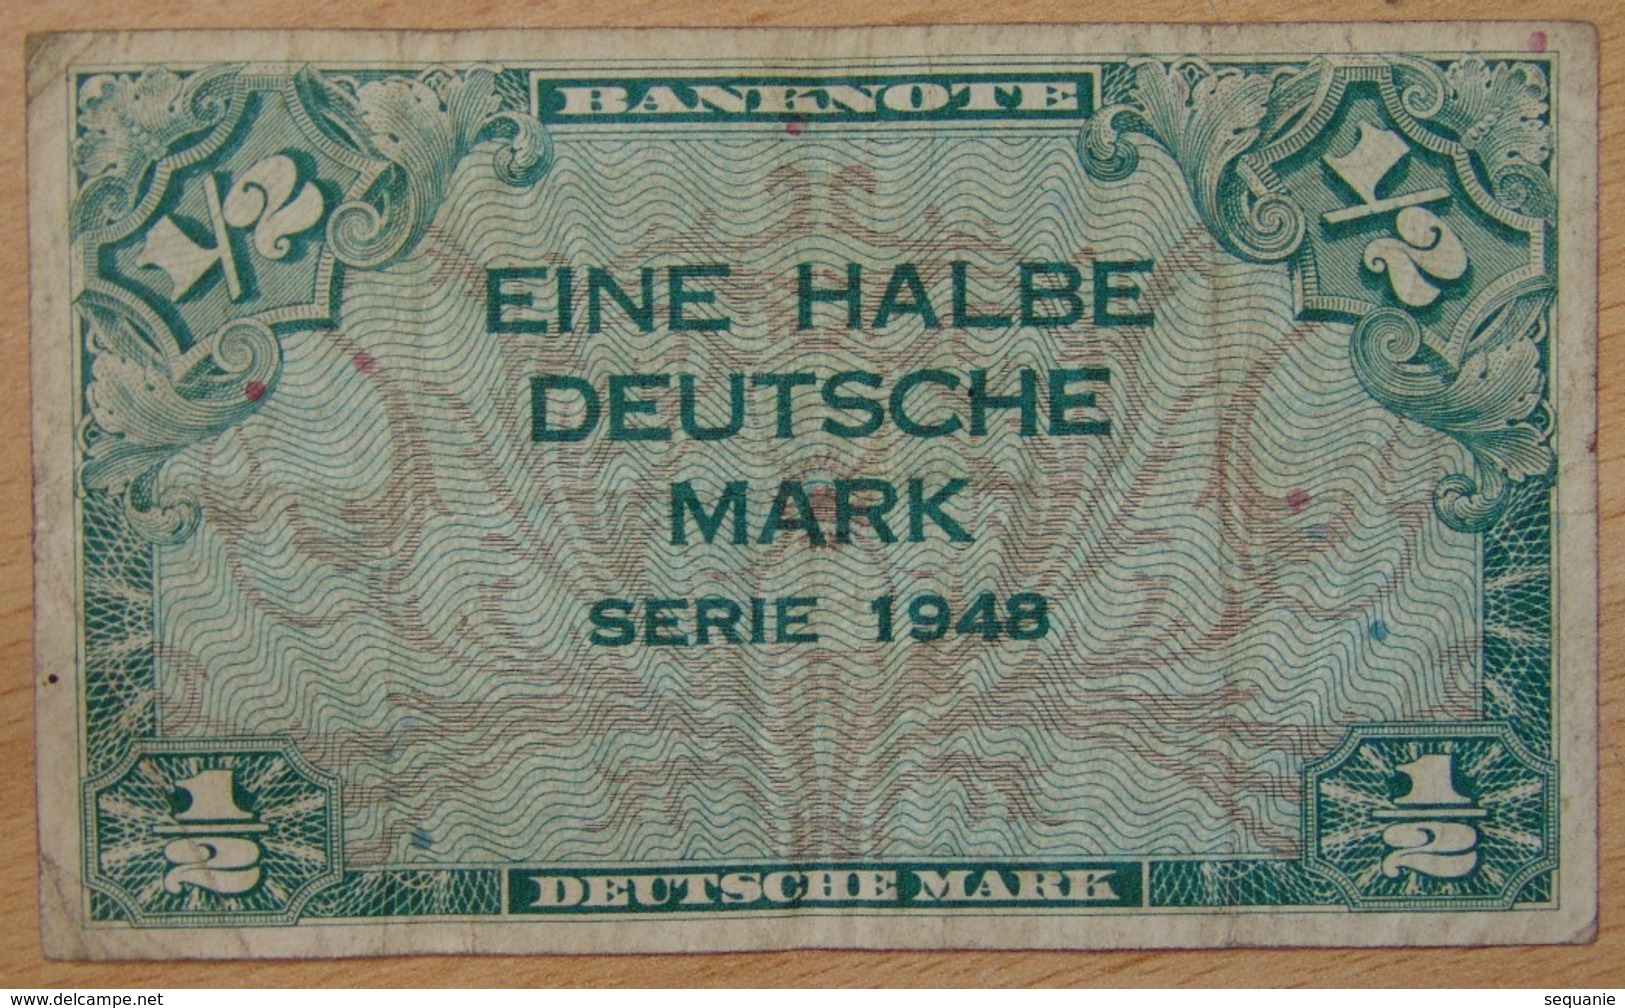 BANKNOTE
1/2
1/2
EINE HALBE
DEUTSCHE
MARK
SERIE 1948
1/2
1/2
DEUTSCHE MARK
www.delcampe.net
sequanie